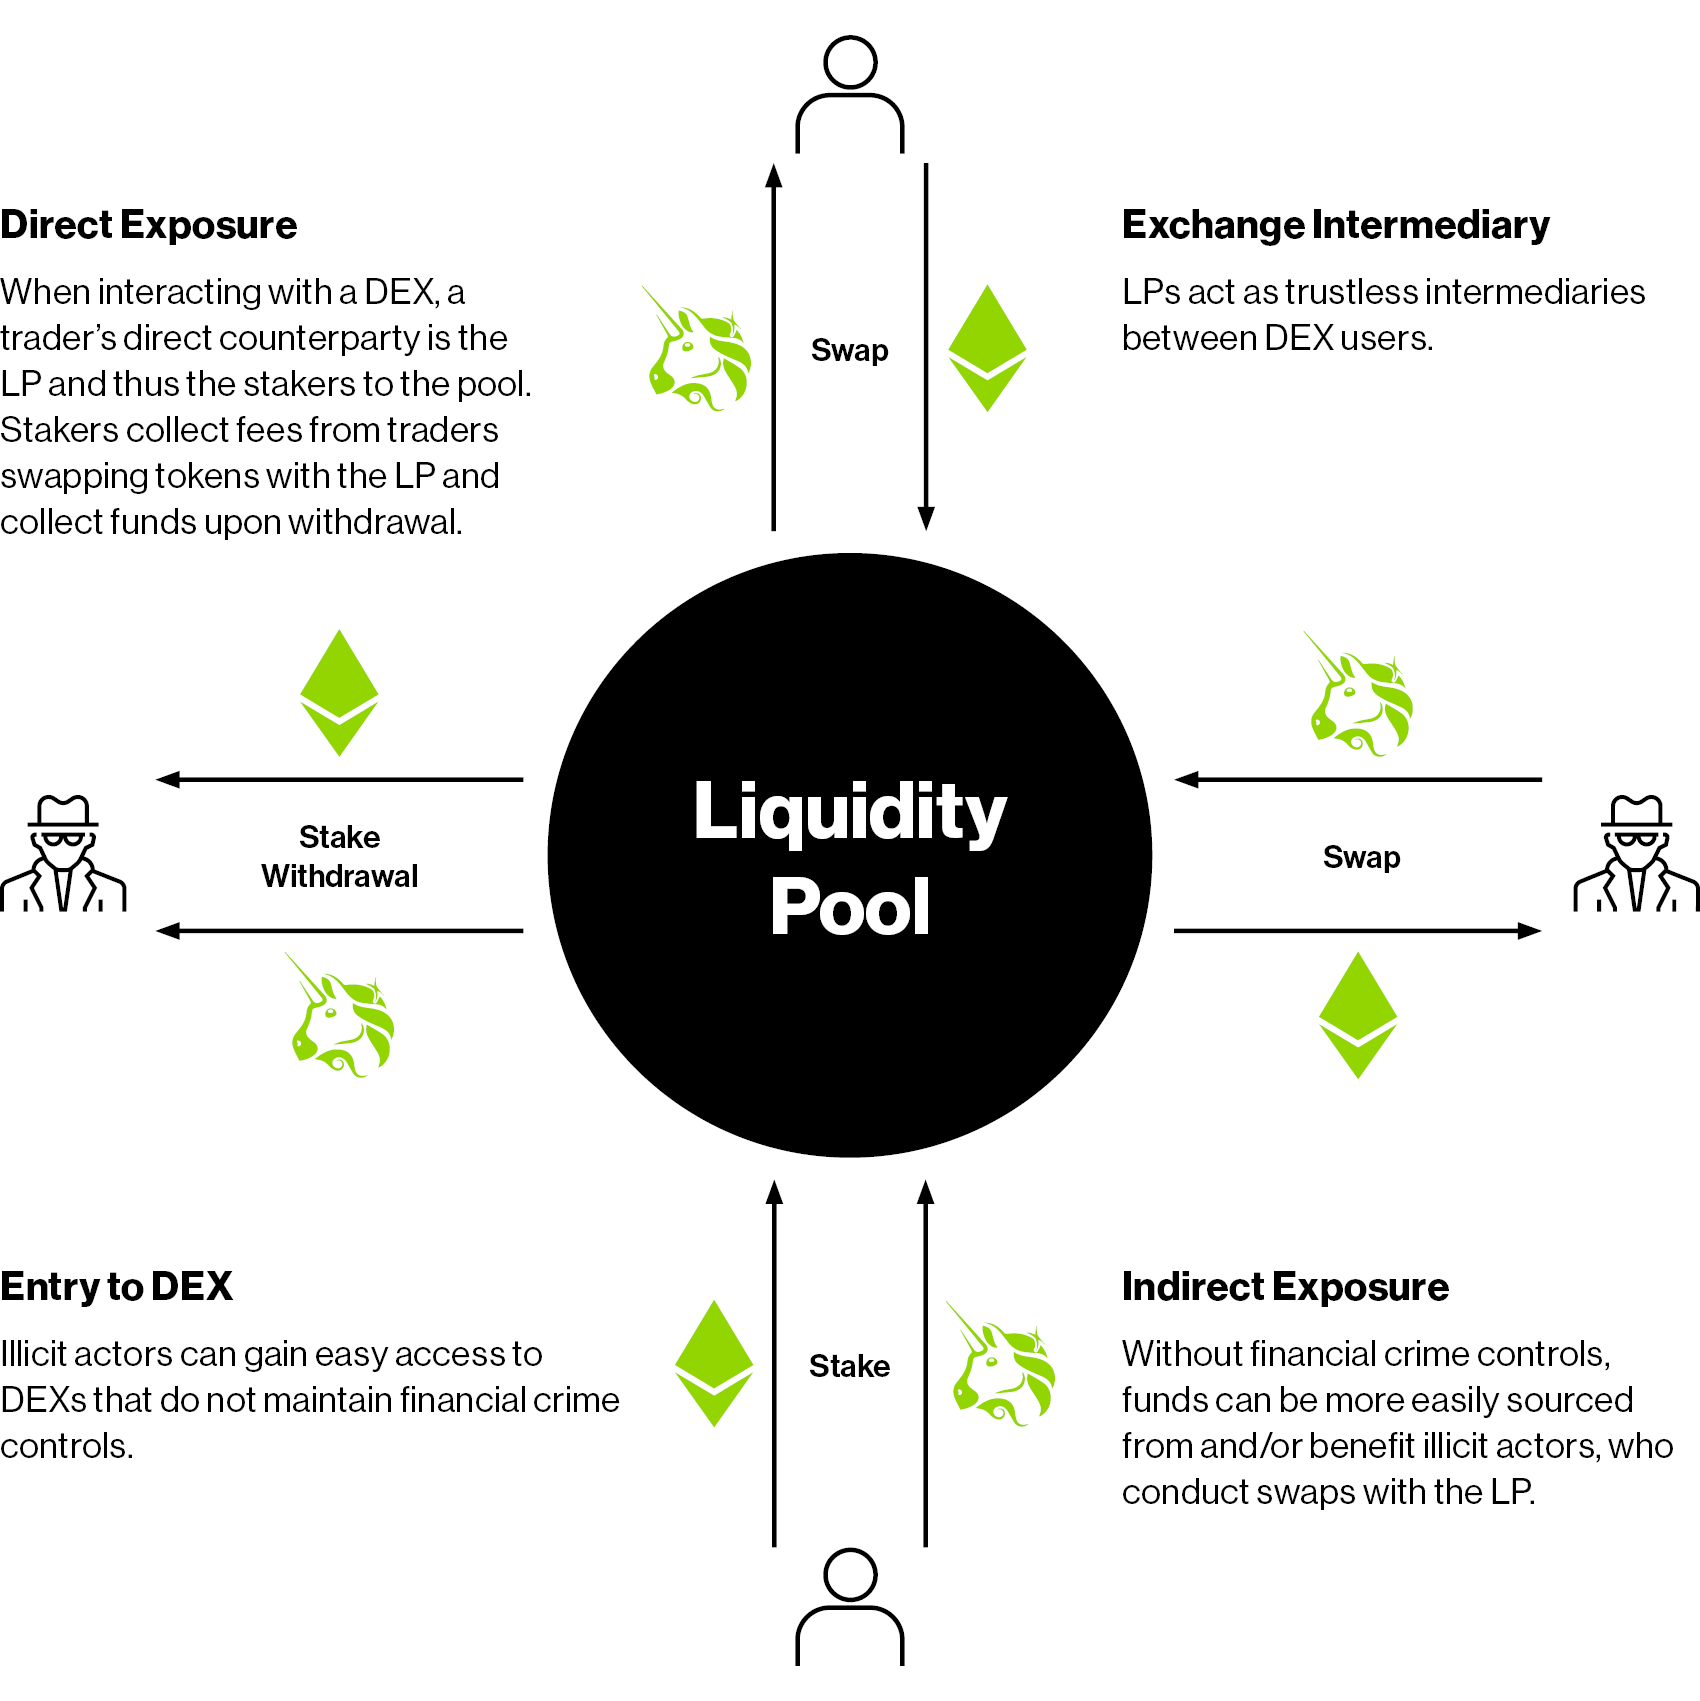 Direct Exposure
When interacting with a DEX, a
trader’s direct counterparty is the
LP and thus the stakers to the pool.
Stakers collect fees from traders
swapping tokens with the LP and
collect funds upon withdrawal.
Swap
Exchange Intermediary
LPs act as trustless intermediaries
between DEX users.
Stake
Withdrawal
Liquidity
Pool
Swap
Entry to DEX
Illicit actors can gain easy access to
DEXs that do not maintain financial crime
controls.
Stake
Indirect Exposure
Without financial crime controls,
funds can be more easily sourced
from and/or benefit illicit actors, who
conduct swaps with the LP.